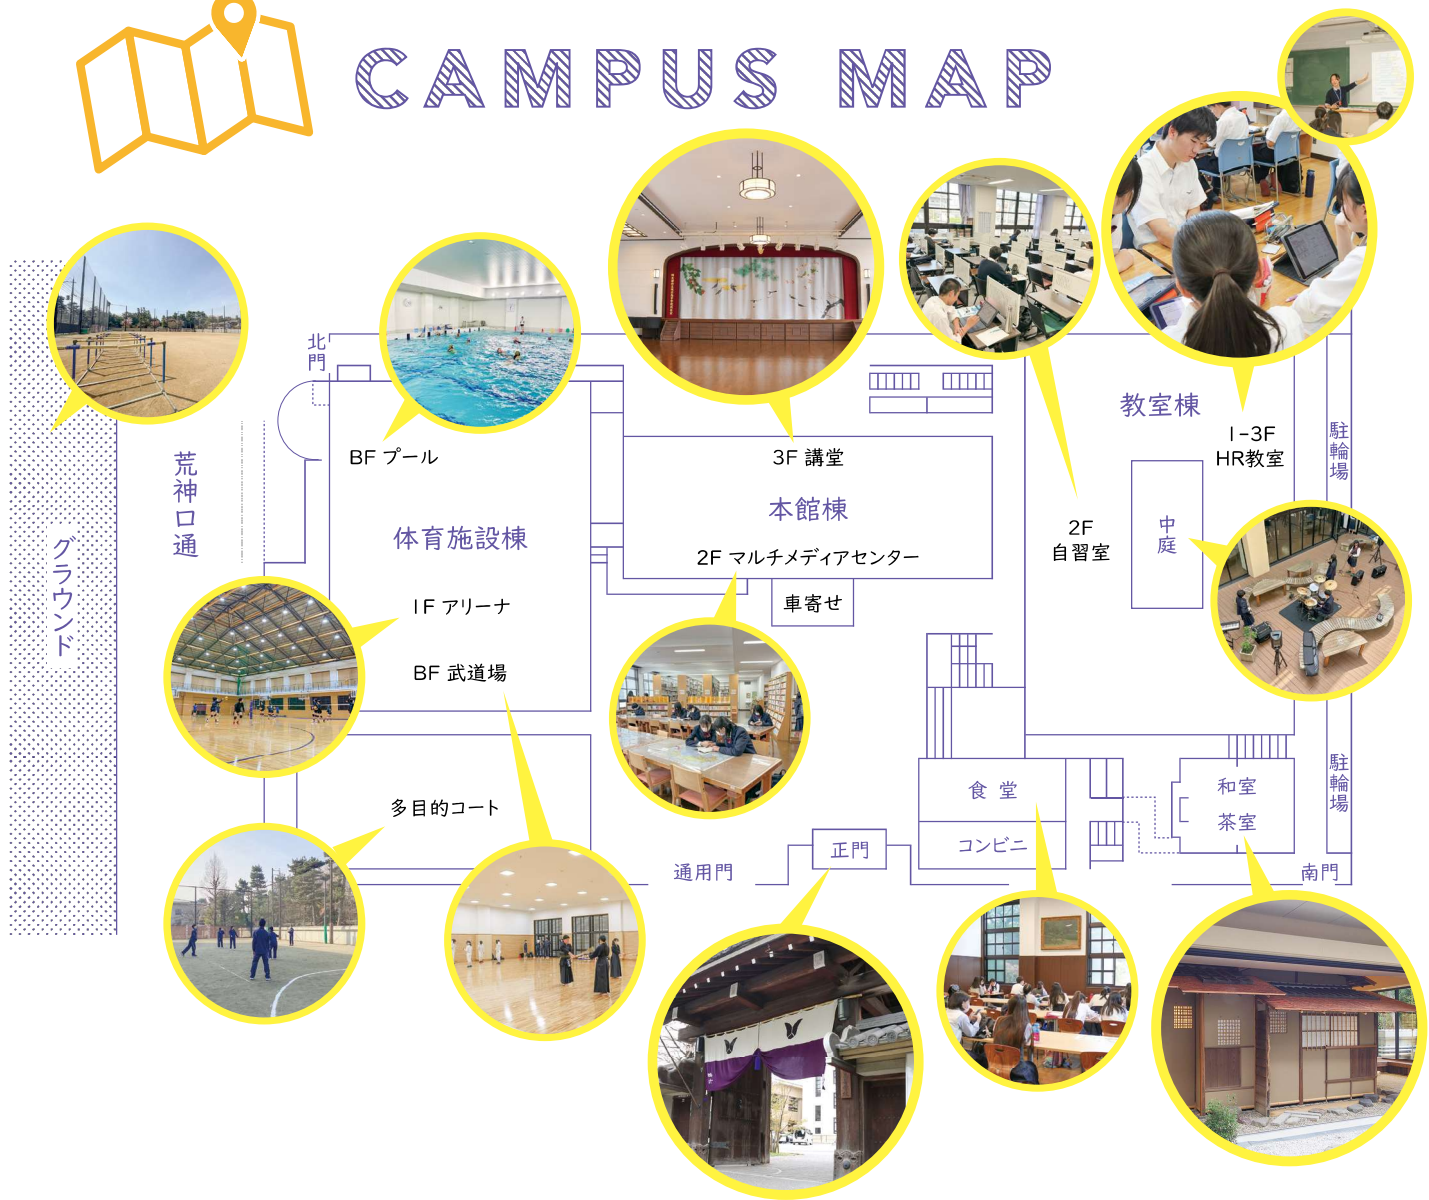 CAMPUS MAP
北門
教室棟
1-3F
HR教室
駐輪場
BF プール
3F 講堂
荒神口通
本館棟
体育施設棟
グラウンド
2F
自習室
中庭
2F マルチメディアセンター
1F アリーナ
車寄せ
BF 武道場
多目的コート
食堂
和室
茶室
駐輪場
コンビニ
正門
通用門
南門